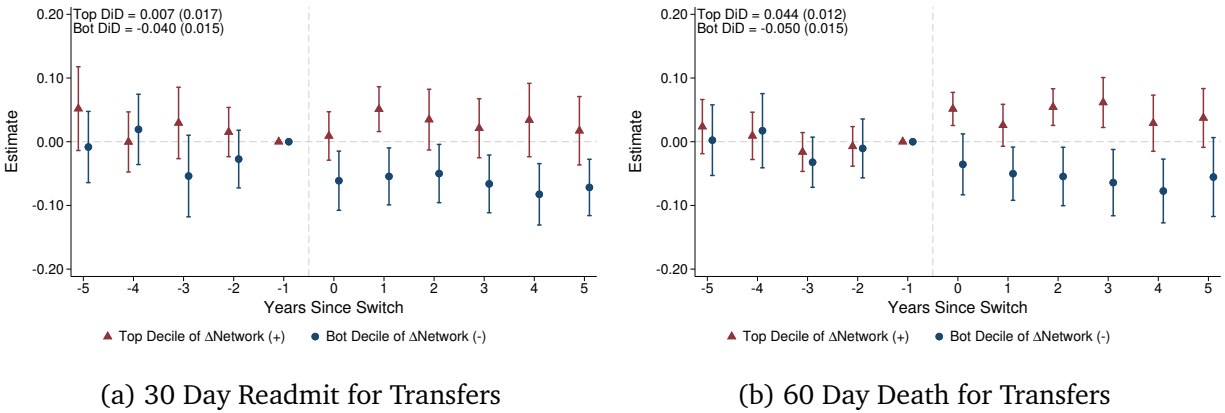 Top DiD = 0.007 (0.017)
Bot DiD = -0.040 (0.015)
0.20
0.10
0.00
-0.10
-0.20
Estimate
-5 -4 -3 -2 -1 0 1 2 3 4 5
Years Since Switch
Top Decile of ΔNetwork (+) Bot Decile of ΔNetwork (-)
(a) 30 Day Readmit for Transfers
Top DiD = 0.044 (0.012)
Bot DiD = -0.050 (0.015)
0.20
0.10
0.00
-0.10
-0.20
Estimate
-5 -4 -3 -2 -1 0 1 2 3 4 5
Years Since Switch
Top Decile of ΔNetwork (+) Bot Decile of ΔNetwork (-)
(b) 60 Day Death for Transfers